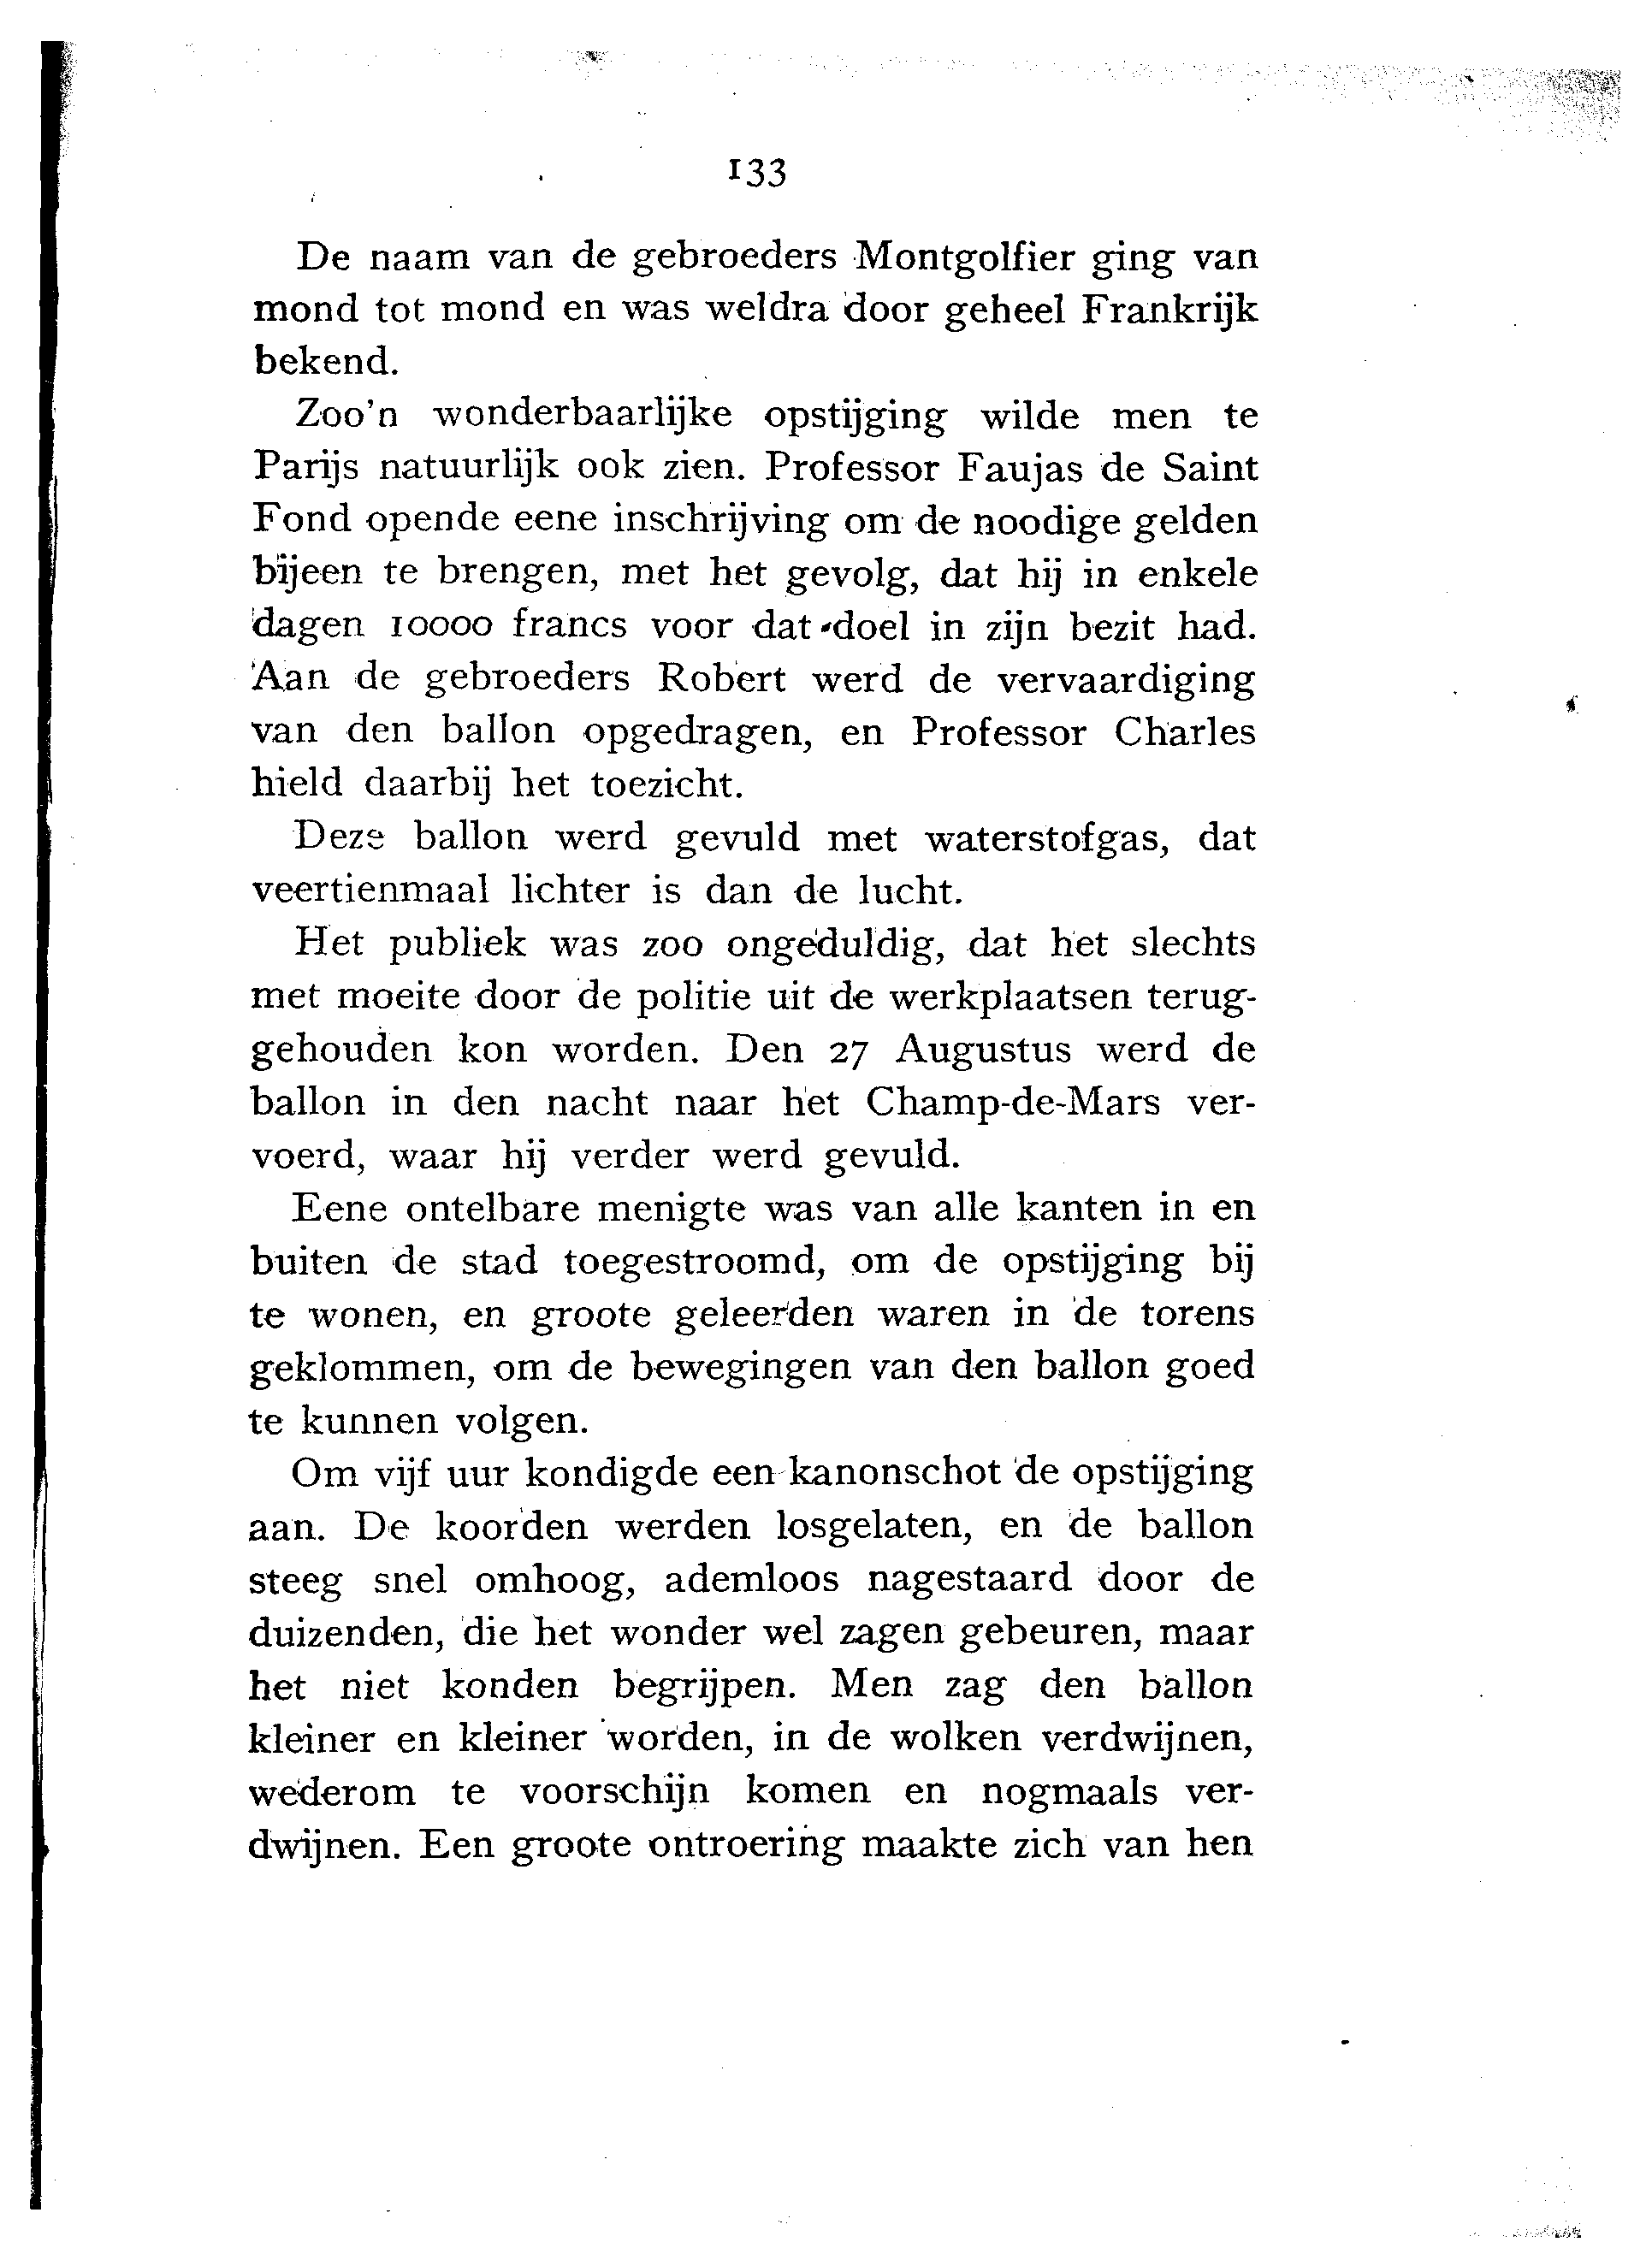 133
De naam van de gebroeders Montgolfier ging van
mond tot mond en was weldra door geheel Frankrijk
bekend.
Zoo'n wonderbaarlijke opstijging wilde men te
Parijs natuurlijk ook zien. Professor Faujas de Saint
Fond opende eene inschrijving om de noodige gelden
bijeen te brengen, met het gevolg, dat hij in enkele
dagen 10000 francs voor dat doel in zijn bezit had.
Aan de gebroeders Robert werd de vervaardiging
van den ballon opgedragen, en Professor Charles
hield daarbij het toezicht.
Deze ballon werd gevuld met waterstofgas, dat
veertienmaal lichter is dan de lucht.
Het publiek was zoo ongeduldig, dat het slechts
met moeite door de politie uit de werkplaatsen terug-
gehouden kon worden. Den 27 Augustus werd de
ballon in den nacht naar het Champ-de-Mars ver-
voerd, waar hij verder werd gevuld.
Eene ontelbare menigte was van alle kanten in en
buiten de stad toegestroomd, om de opstijging bij
te wonen, en groote geleerden waren in de torens
geklommen, om de bewegingen van den ballon goed
te kunnen volgen.
Om vijf uur kondigde een kanonschot de opstijging
aan. De koorden werden losgelaten, en de ballon
steeg snel omhoog, ademloos nagestaard door de
duizenden, die het wonder wel zagen gebeuren, maar
het niet konden begrijpen. Men zag den ballon
kleiner en kleiner worden, in de wolken verdwijnen,
wederom te voorschijn komen en nogmaals ver-
dwijnen. Een groote ontroering maakte zich van hen